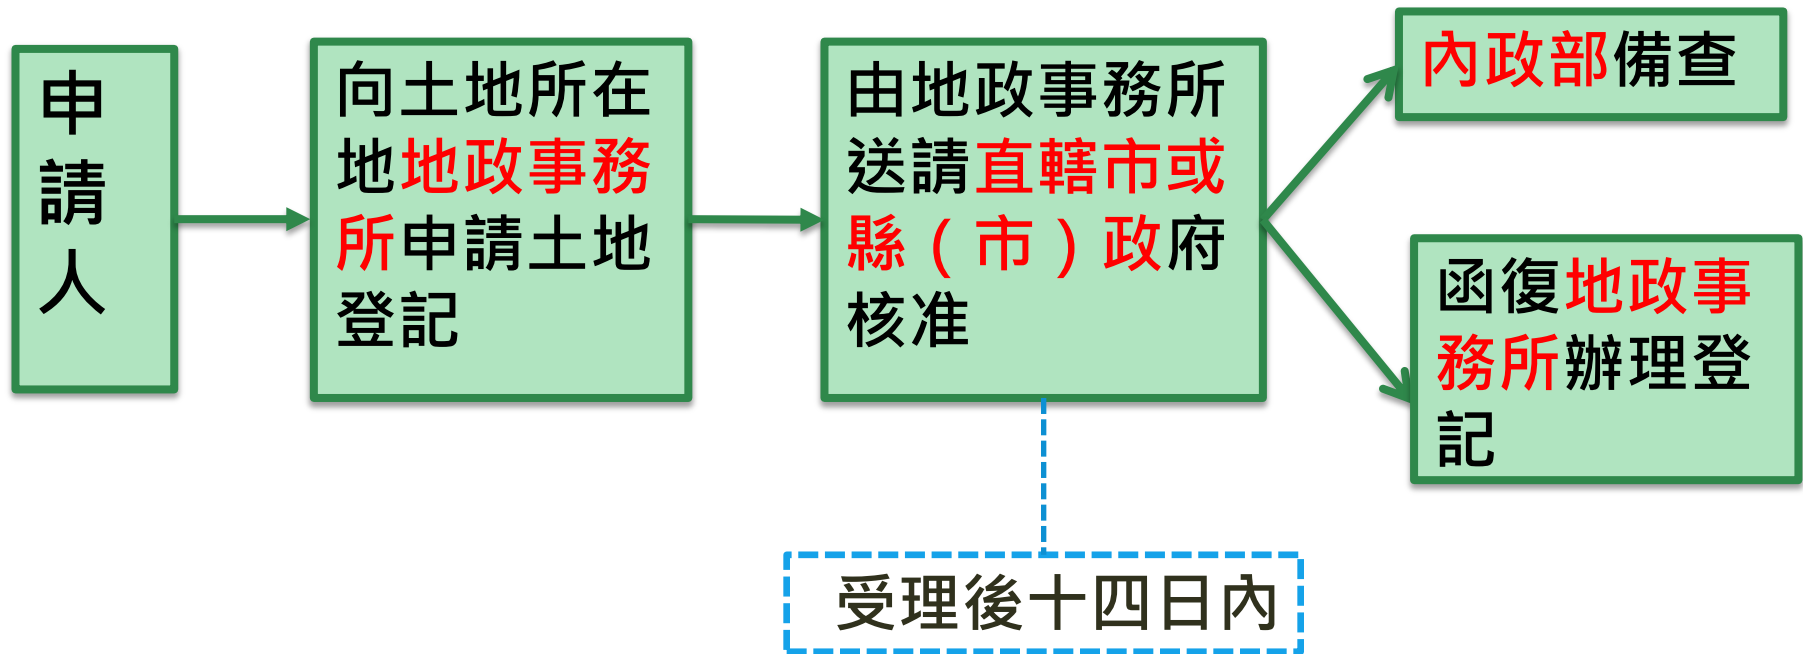 申
請
人
向土地所在
地地政事務
所申請土地
登記
由地政事務所
送請直轄市或
縣（市）政府
核准
內政部備查
函復地政事
務所辦理登
記
受理後十四日內